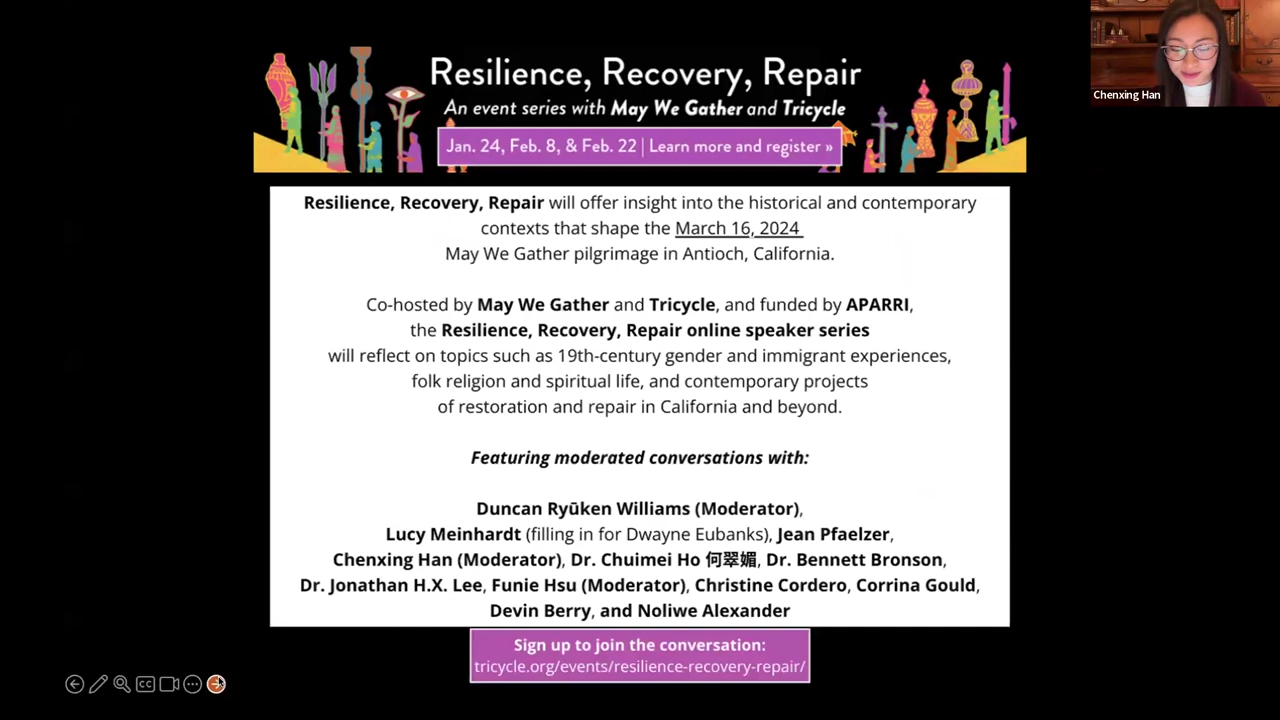 Resilience, Recovery, Repair
An event series with May We Gather and Tricycle
Jan. 24, Feb. 8, & Feb. 22 | Learn more and register »
Chenxing Han
Resilience, Recovery, Repair will offer insight into the historical and contemporary
contexts that shape the March 16, 2024
May We Gather pilgrimage in Antioch, California.
Co-hosted by May We Gather and Tricycle, and funded by APARRI,
the Resilience, Recovery, Repair online speaker series
will reflect on topics such as 19th-century gender and immigrant experiences,
folk religion and spiritual life, and contemporary projects
of restoration and repair in California and beyond.
Featuring moderated conversations with:
Duncan Ryūken Williams (Moderator),
Lucy Meinhardt (filling in for Dwayne Eubanks), Jean Pfaelzer,
Chenxing Han (Moderator), Dr. Chuimei Ho 何翠媚, Dr. Bennett Bronson,
Dr. Jonathan H.X. Lee, Funie Hsu (Moderator), Christine Cordero, Corrina Gould,
Devin Berry, and Noliwe Alexander
Sign up to join the conversation:
tricycle.org/events/resilience-recovery-repair/
CC